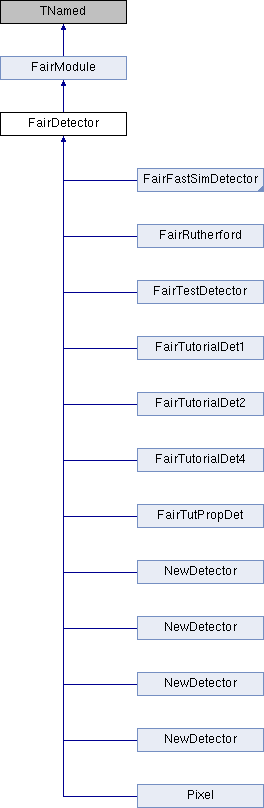 TNamed
FairModule
FairDetector
FairFastSimDetector
FairRutherford
FairTestDetector
FairTutorialDet1
FairTutorialDet2
FairTutorialDet4
FairTutPropDet
NewDetector
NewDetector
NewDetector
NewDetector
Pixel